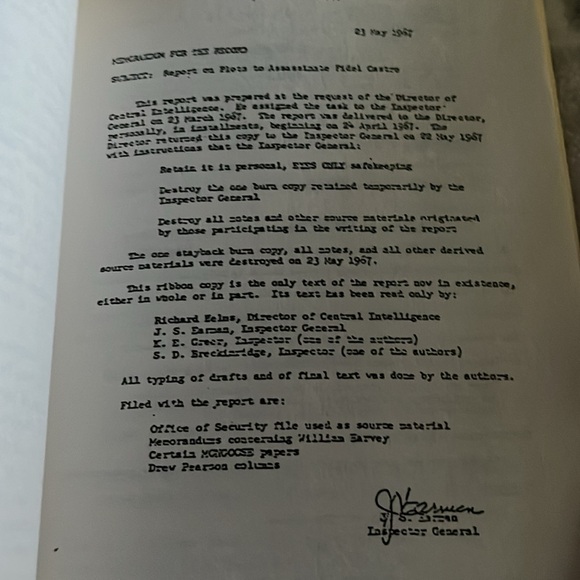 23 May 1967
MEMORANDUM FOR THE RECORD
SUBJECT: Report on Plots to Assassinate Fidel Castro
This report was prepared at the request of the Director of
Central Intelligence. He assigned the task to the Inspector
General on 23 March 1967. The report was delivered to the Director,
personally, in installments, beginning on 24 April 1967. The
Director returned this copy to the Inspector General on 22 May 1967
with instructions that the Inspector General:
Retain it in personal, EYES ONLY safekeeping
Destroy the one burn copy retained temporarily by the
Inspector General
Destroy all notes and other source materials originated
by those participating in the writing of the report
The one stayback burn copy, all notes, and all other derived
source materials were destroyed on 23 May 1967.
This ribbon copy is the only text of the report now in existence,
either in whole or in part. Its text has been read only by:
Richard Helms, Director of Central Intelligence
J. S. Earman, Inspector General
K. E. Greer, Inspector (one of the authors)
S. D. Breckinridge, Inspector (one of the authors)
All typing of drafts and of final text was done by the authors.
Filed with the report are:
Office of Security file used as source material
Memorandums concerning William Harvey
Certain MONGOOSE papers
Drew Pearson columns
JSEarman
J. S. Earman
Inspector General